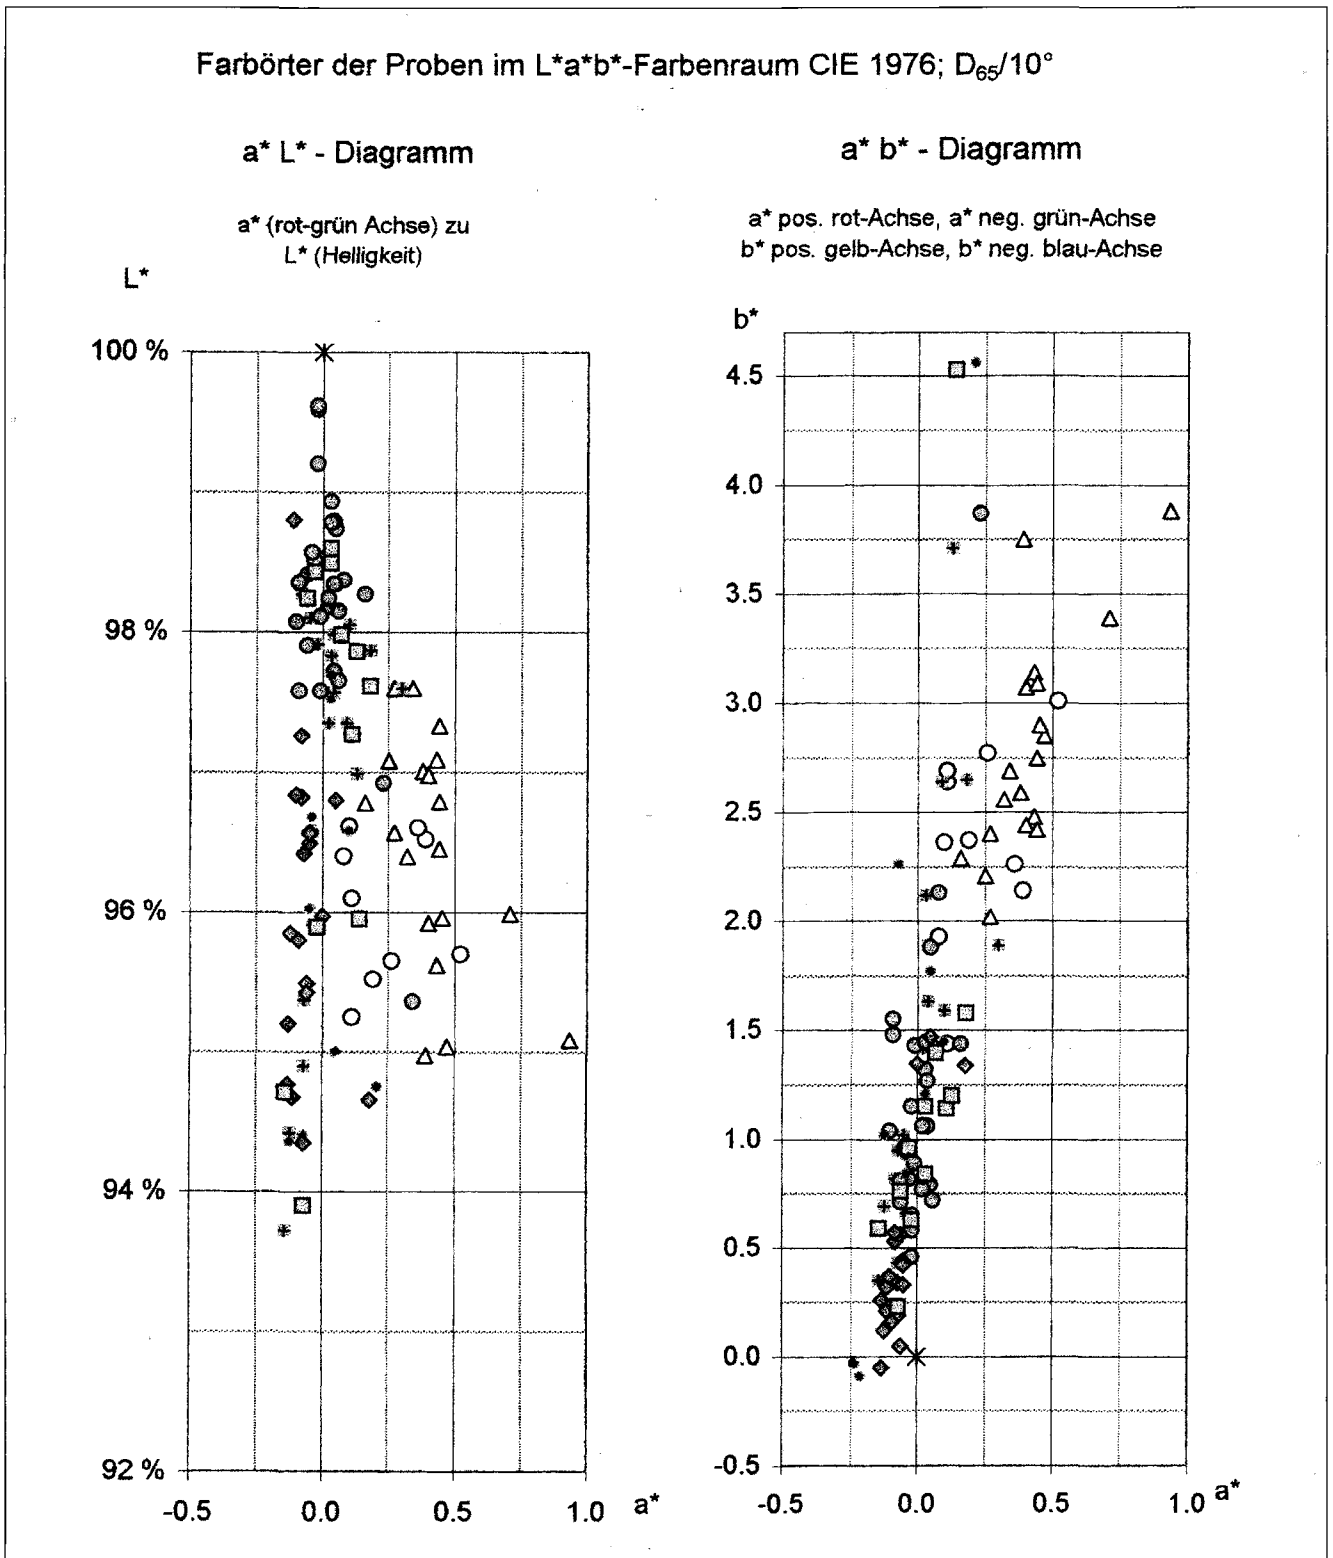 Farbörter der Proben im L*a*b*-Farbenraum CIE 1976; D65/10°
a* L* - Diagramm
a* (rot-grün Achse) zu
L* (Helligkeit)
L*
100 %
98 %
96 %
94 %
92 %
-0.5
0.0
0.5
1.0
a*
a* b* - Diagramm
a* pos. rot-Achse, a* neg. grün-Achse
b* pos. gelb-Achse, b* neg. blau-Achse
b*
4.5
4.0
3.5
3.0
2.5
2.0
1.5
1.0
0.5
0.0
-0.5
-0.5
0.0
0.5
1.0
a*